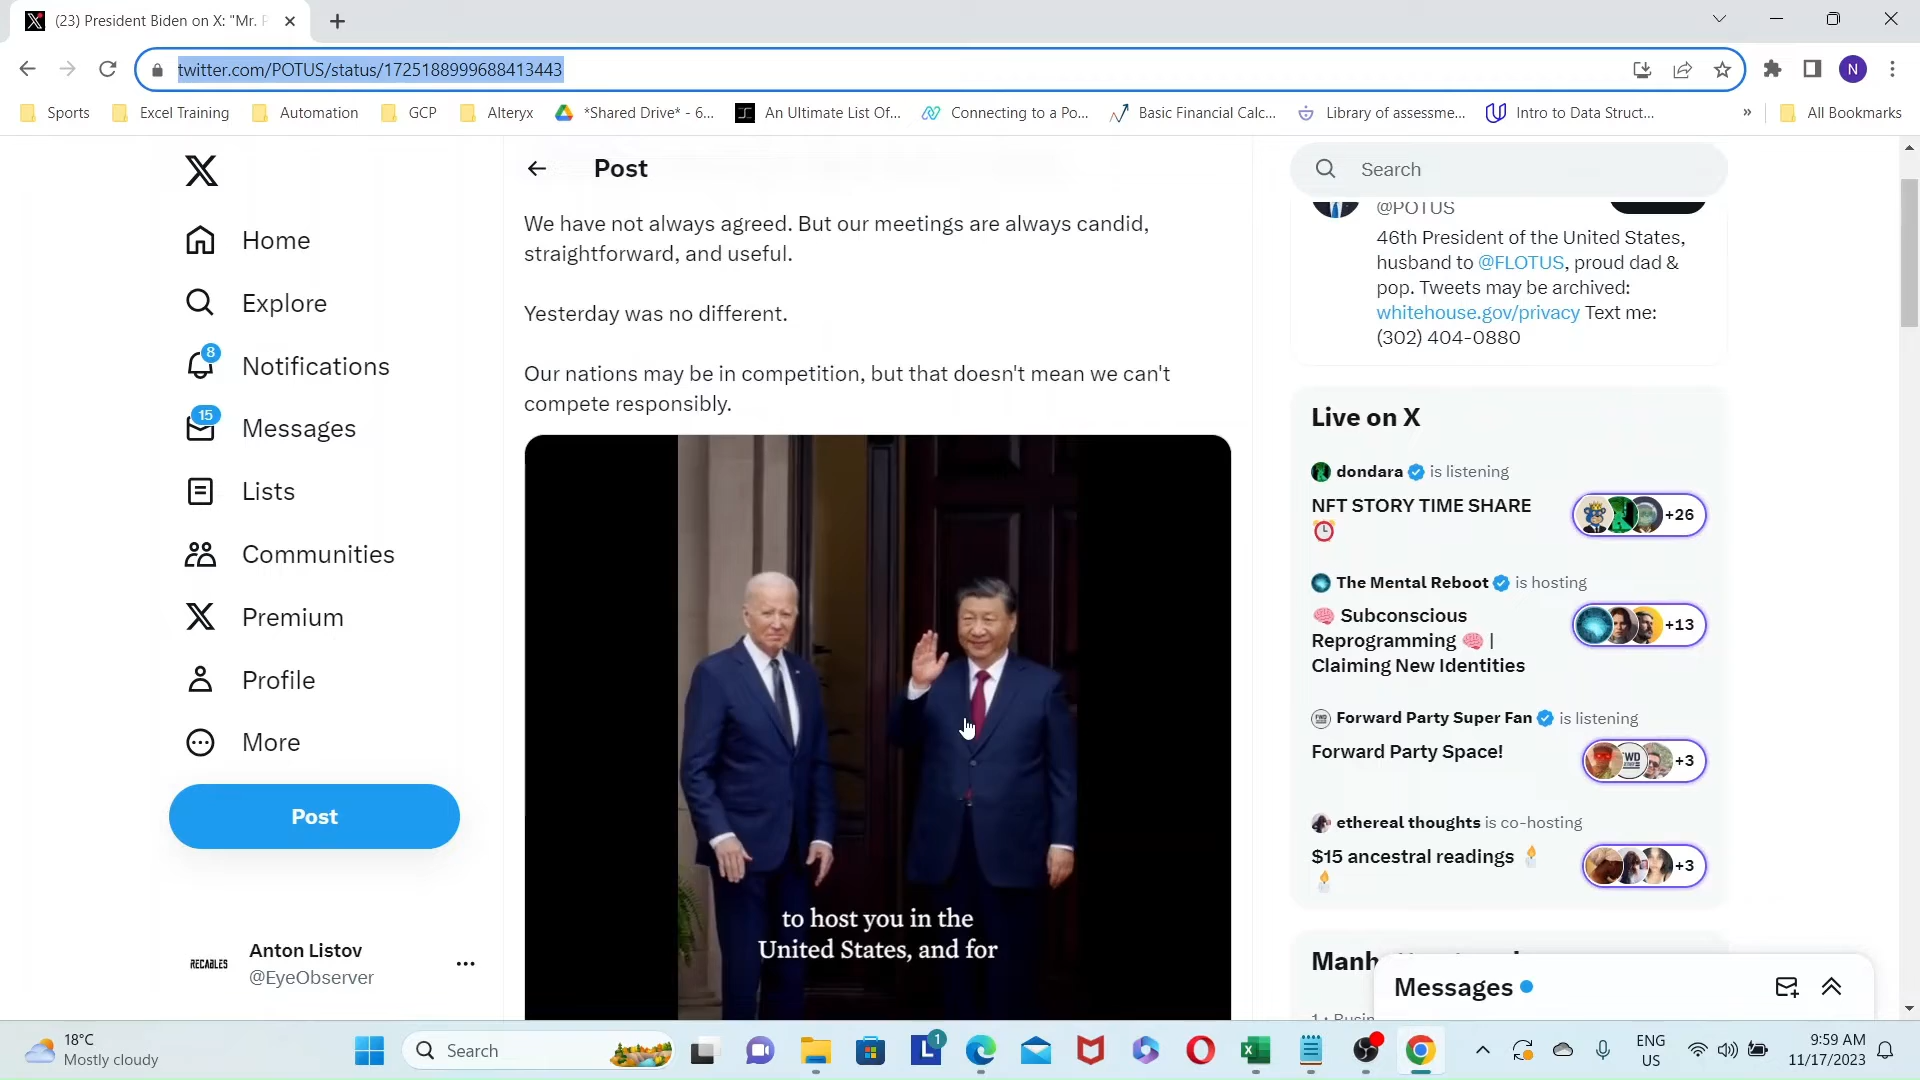 (23) President Biden on X: "Mr. P
twitter.com/POTUS/status/1725188999688413443
N
Sports
Excel Training
Automation
GCP
Alteryx
*Shared Drive* - 6...
An Ultimate List Of...
Connecting to a Po...
Basic Financial Calc...
Library of assessme...
Intro to Data Struct...
»
All Bookmarks
Home
Explore
8
Notifications
15
Messages
Lists
Communities
Premium
Profile
More
Post
RECABLES
Anton Listov
@EyeObserver
Post
We have not always agreed. But our meetings are always candid,
straightforward, and useful.
Yesterday was no different.
Our nations may be in competition, but that doesn't mean we can't
compete responsibly.
to host you in the
United States, and for
Search
@POTUS
46th President of the United States,
husband to @FLOTUS, proud dad &
pop. Tweets may be archived:
whitehouse.gov/privacy Text me:
(302) 404-0880
Live on X
dondara is listening
NFT STORY TIME SHARE
+26
The Mental Reboot is hosting
Subconscious
Reprogramming |
Claiming New Identities
+13
Forward Party Super Fan is listening
Forward Party Space!
+3
ethereal thoughts is co-hosting
$15 ancestral readings
+3
Messages
18°C
Mostly cloudy
Search
1
ENG
US
9:59 AM
11/17/2023